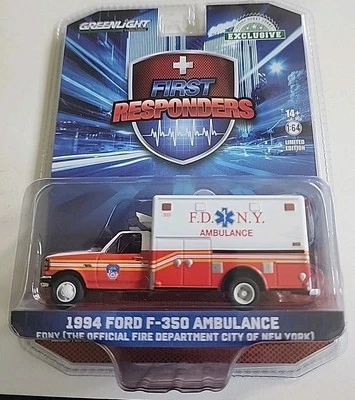 GREENLIGHT
HOBBY
EXCLUSIVE
FIRST
RESPONDERS
14+
1:64
LIMITED
EDITION
F.D. N.Y.
AMBULANCE
1994 FORD F-350 AMBULANCE
FDNY (THE OFFICIAL FIRE DEPARTMENT CITY OF NEW YORK)